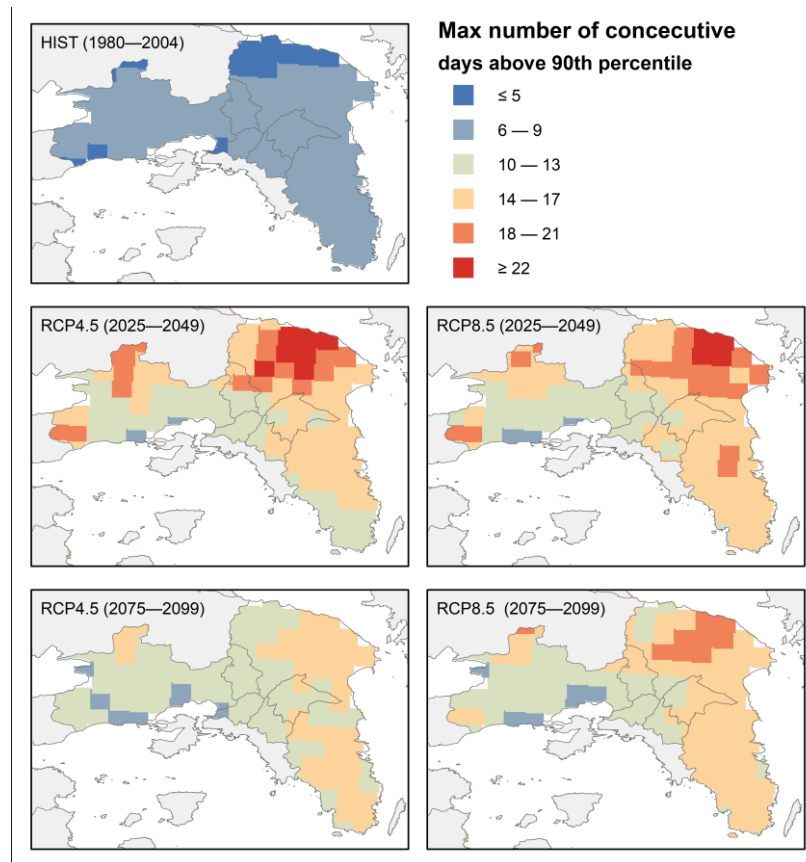 HIST (1980—2004)
Max number of concecutive
days above 90th percentile
≤ 5
6 — 9
10 — 13
14 — 17
18 — 21
≥ 22
RCP4.5 (2025—2049)
RCP8.5 (2025—2049)
RCP4.5 (2075—2099)
RCP8.5 (2075—2099)